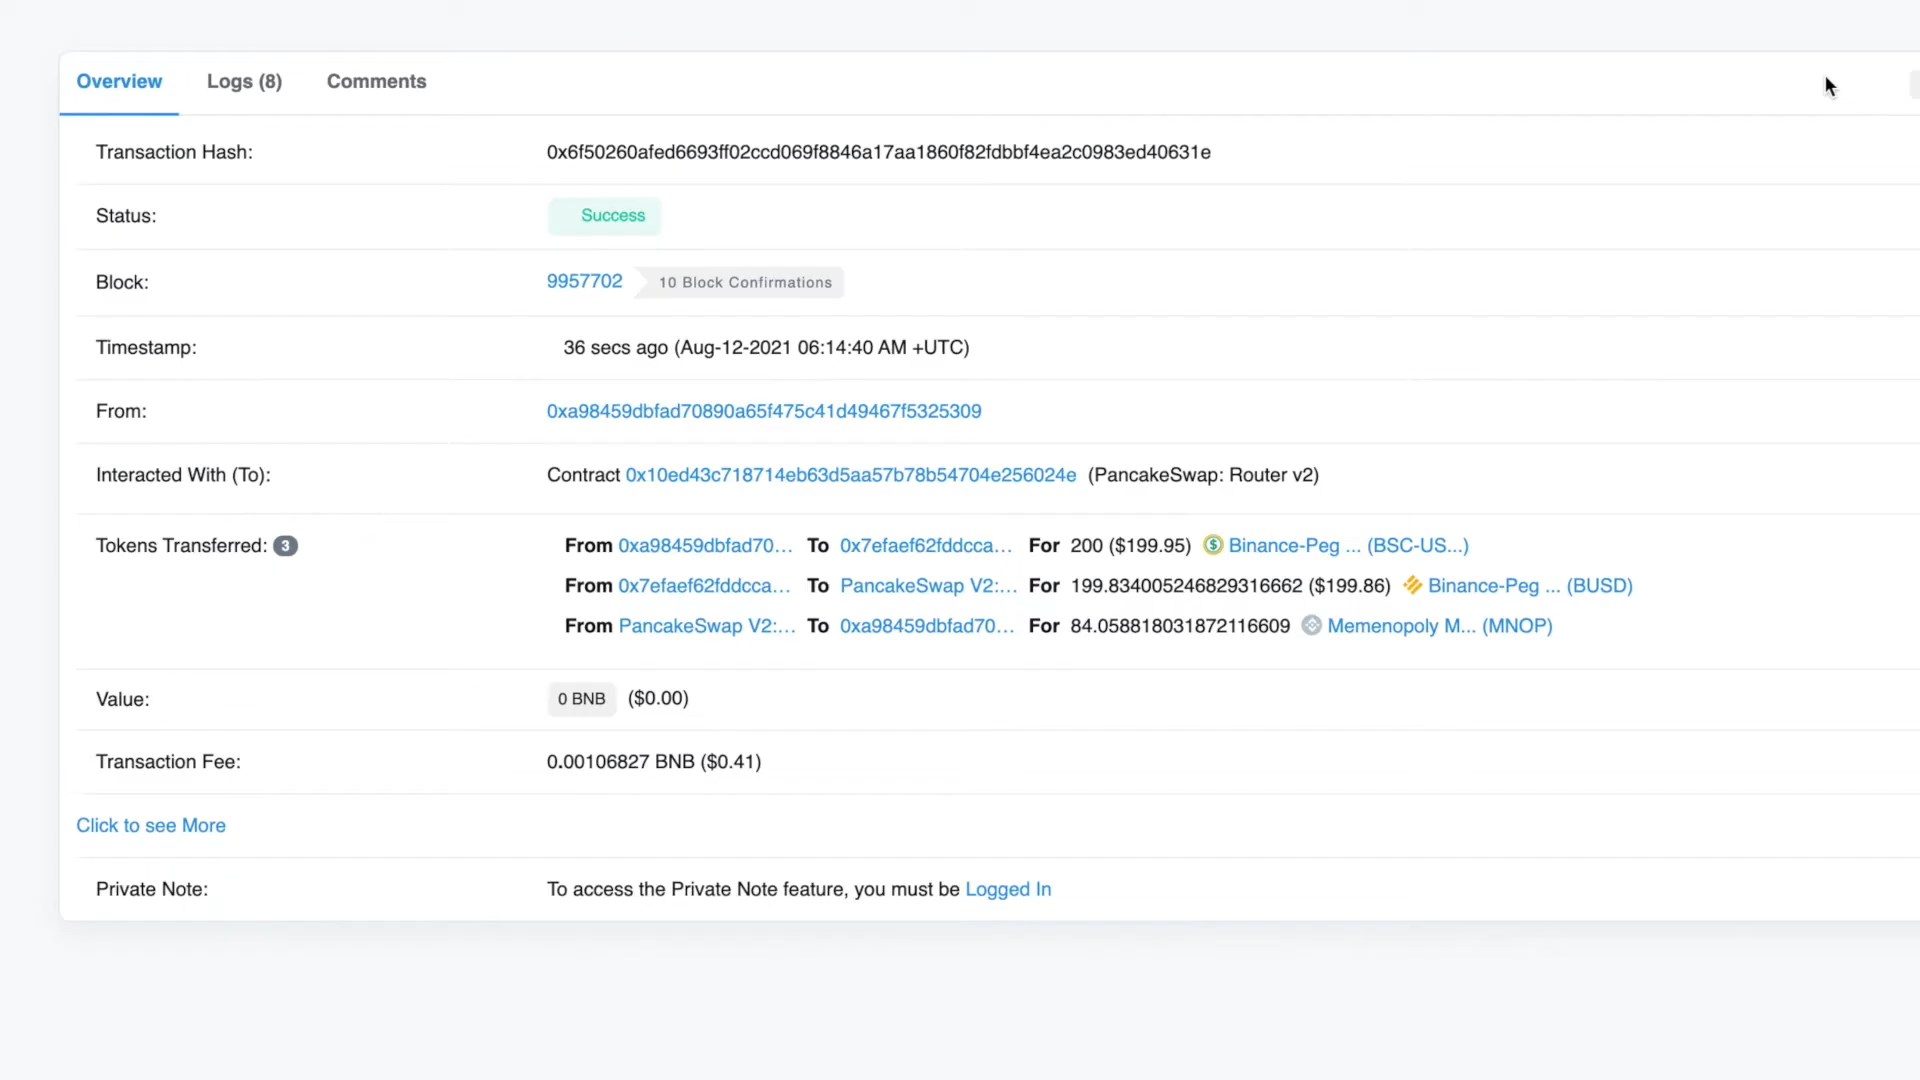 Overview Logs (8) Comments
Transaction Hash: 0x6f50260afed6693ff02ccd069f8846a17aa1860f82fdbbf4ea2c0983ed40631e
Status: Success
Block: 9957702 10 Block Confirmations
Timestamp: 36 secs ago (Aug-12-2021 06:14:40 AM +UTC)
From: 0xa98459dbfad70890a65f475c41d49467f5325309
Interacted With (To): Contract 0x10ed43c718714eb63d5aa57b78b54704e256024e (PancakeSwap: Router v2)
Tokens Transferred: 3 From 0xa98459dbfad70... To 0x7efaef62fddcca... For 200 ($199.95) Binance-Peg ... (BSC-US...)
From 0x7efaef62fddcca... To PancakeSwap V2:... For 199.834005246829316662 ($199.86) Binance-Peg ... (BUSD)
From PancakeSwap V2:... To 0xa98459dbfad70... For 84.058818031872116609 Memenopoly M... (MNOP)
Value: 0 BNB ($0.00)
Transaction Fee: 0.00106827 BNB ($0.41)
Click to see More
Private Note: To access the Private Note feature, you must be Logged In